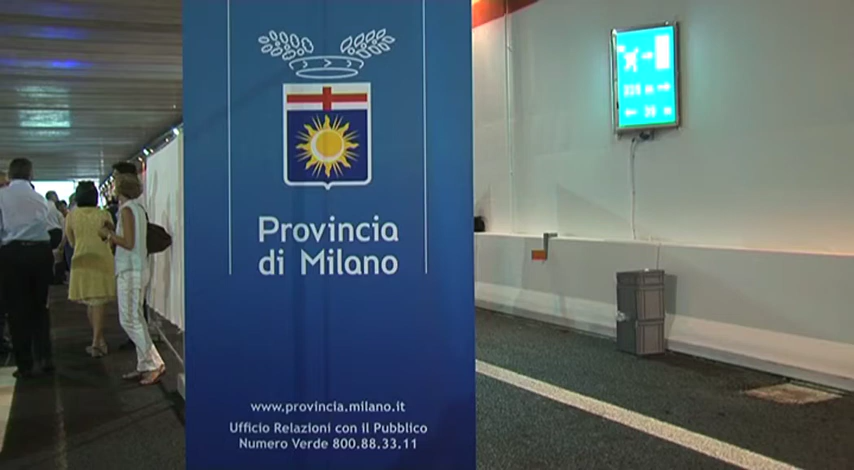 Provincia
di Milano
www.provincia.milano.it
Ufficio Relazioni con il Pubblico
Numero Verde 800.88.33.11